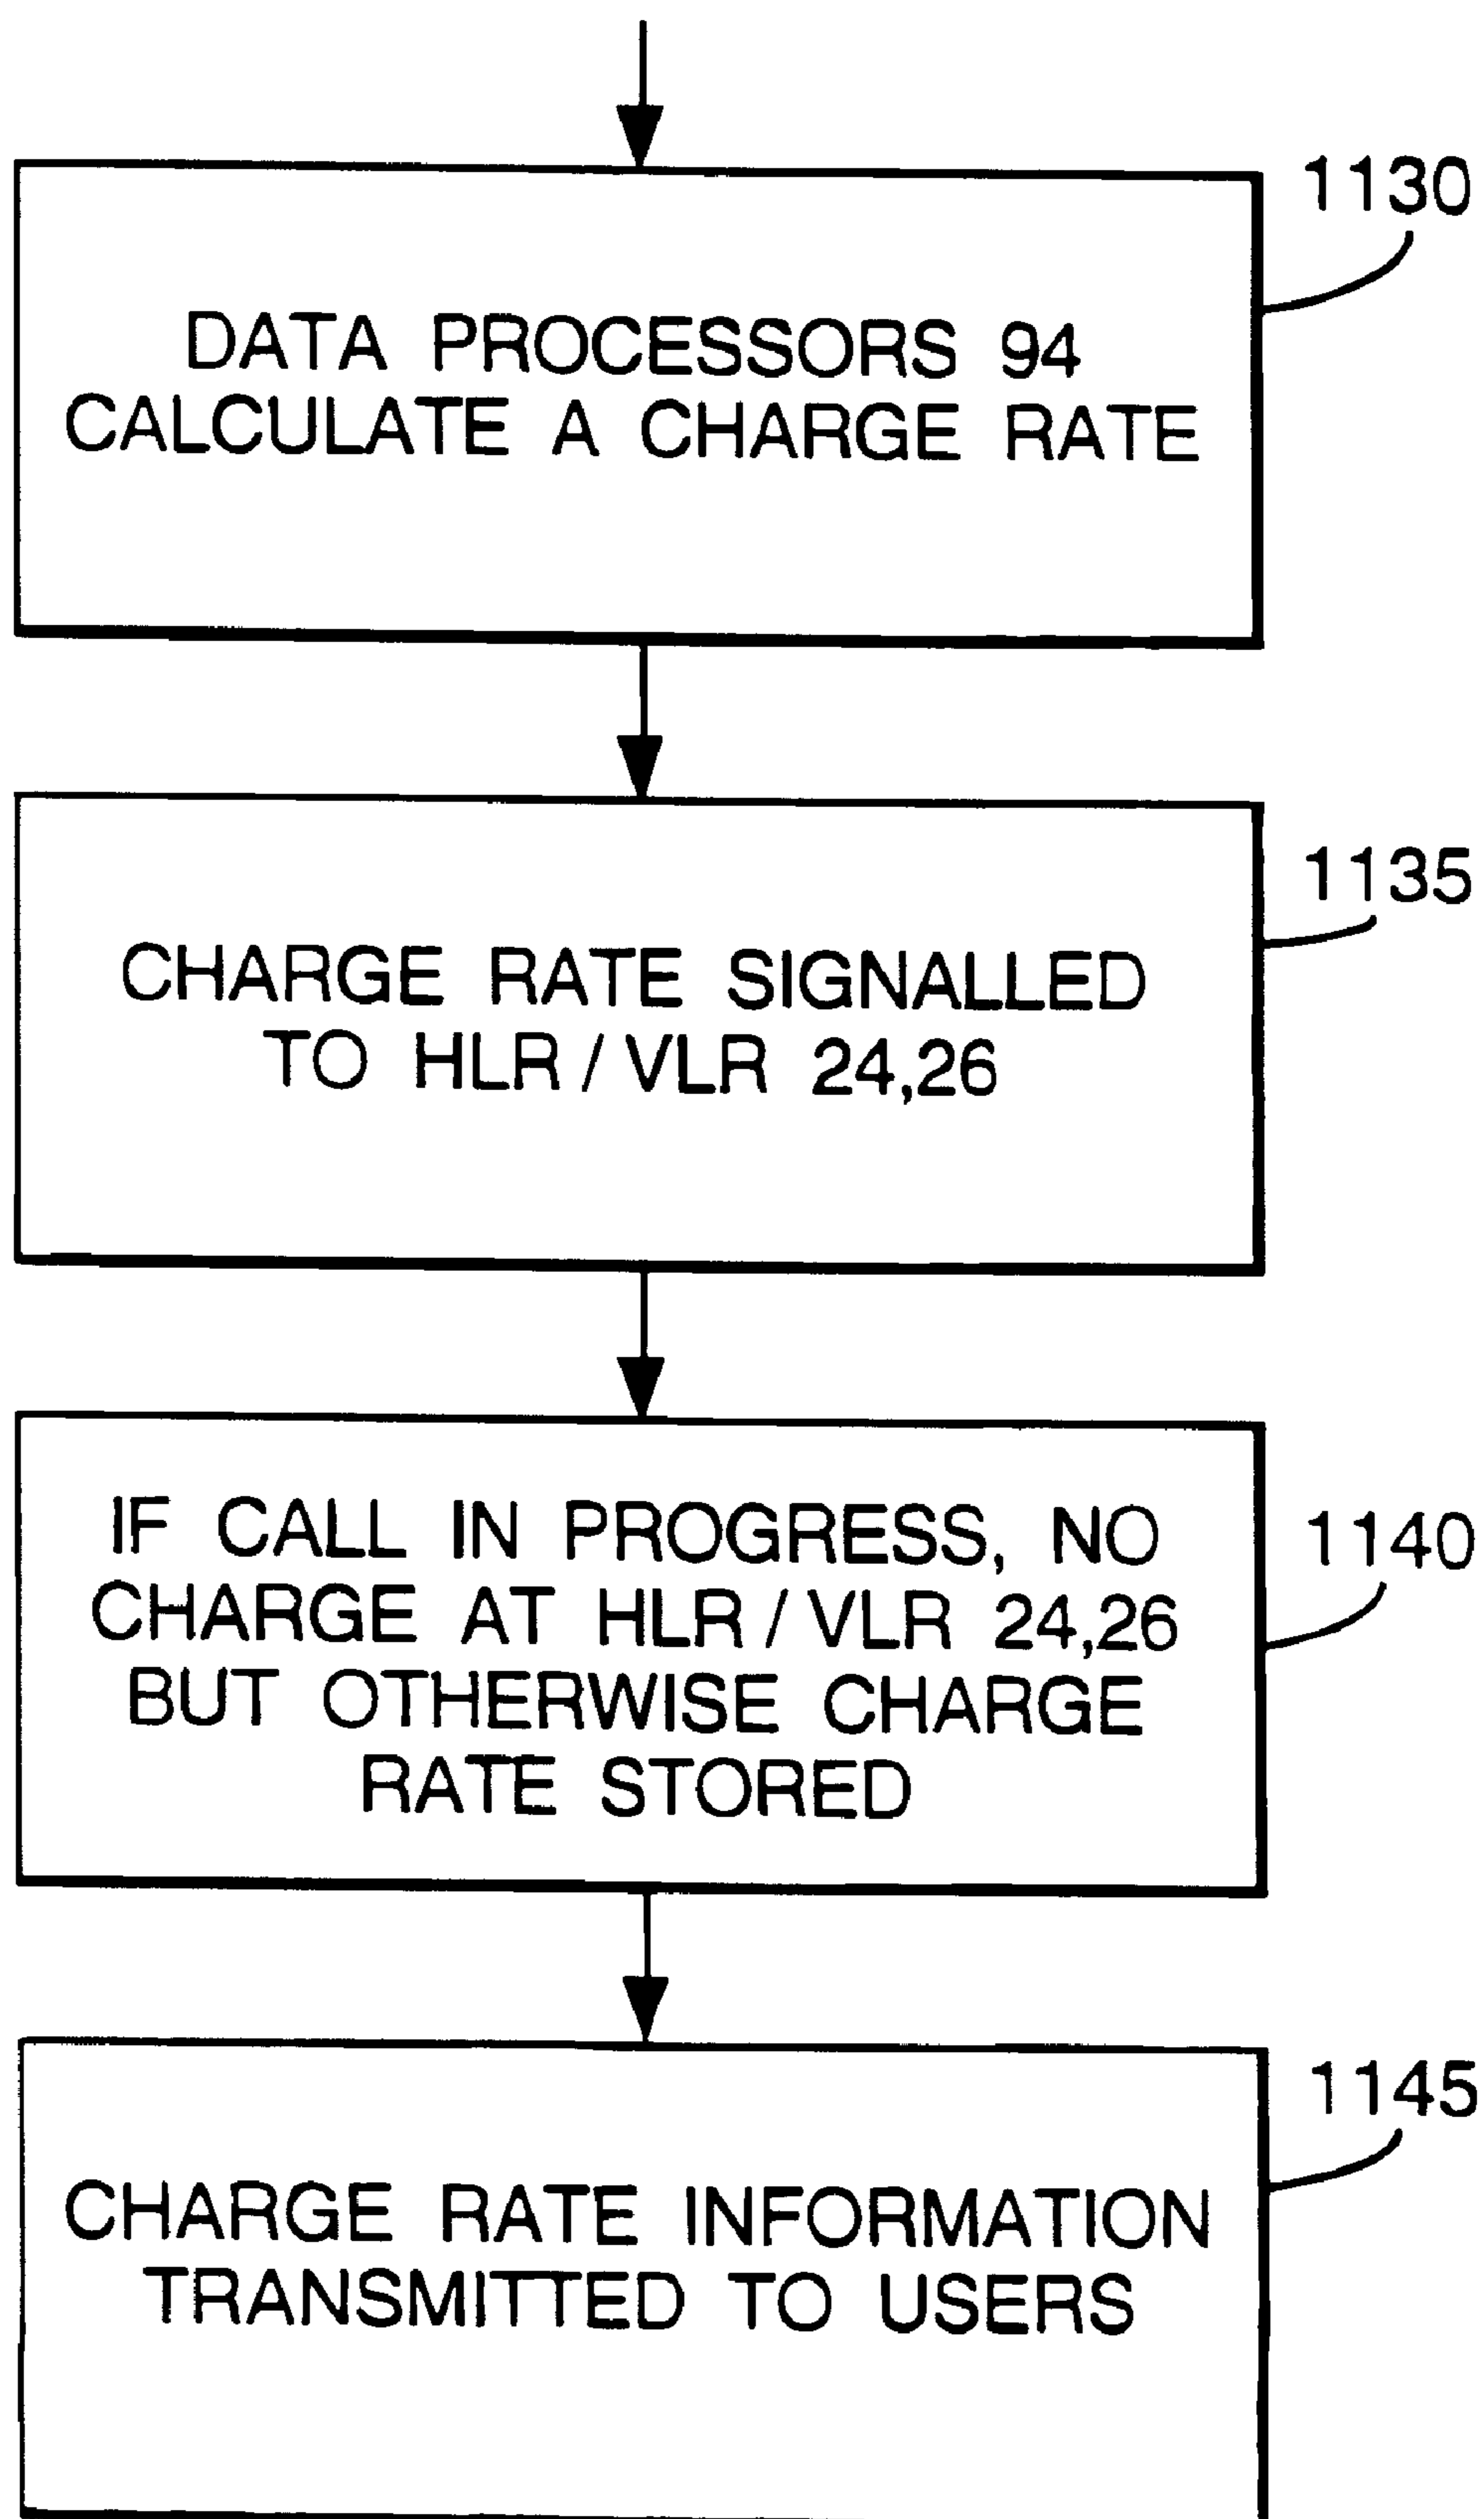 1130
DATA PROCESSORS 94
CALCULATE A CHARGE RATE
1135
CHARGE RATE SIGNALLED
TO HLR/VLR 24,26
IF CALL IN PROGRESS, NO
1140
CHARGE AT HLR/VLR 24,26
BUT OTHERWISE CHARGE
RATE STORED
1145
CHARGE RATE INFORMATION
TRANSMITTED TO USERS